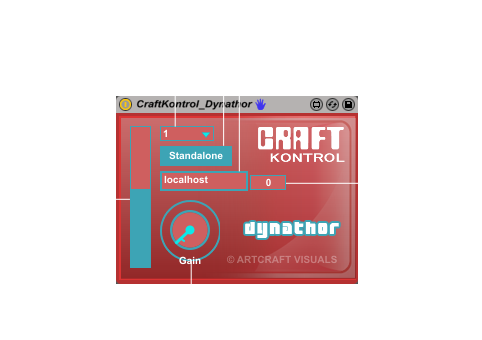 CraftKontrol_Dynathor
1
CRAFT
KONTROL
Standalone
localhost
0
dynathor
Gain
© ARTCRAFT VISUALS